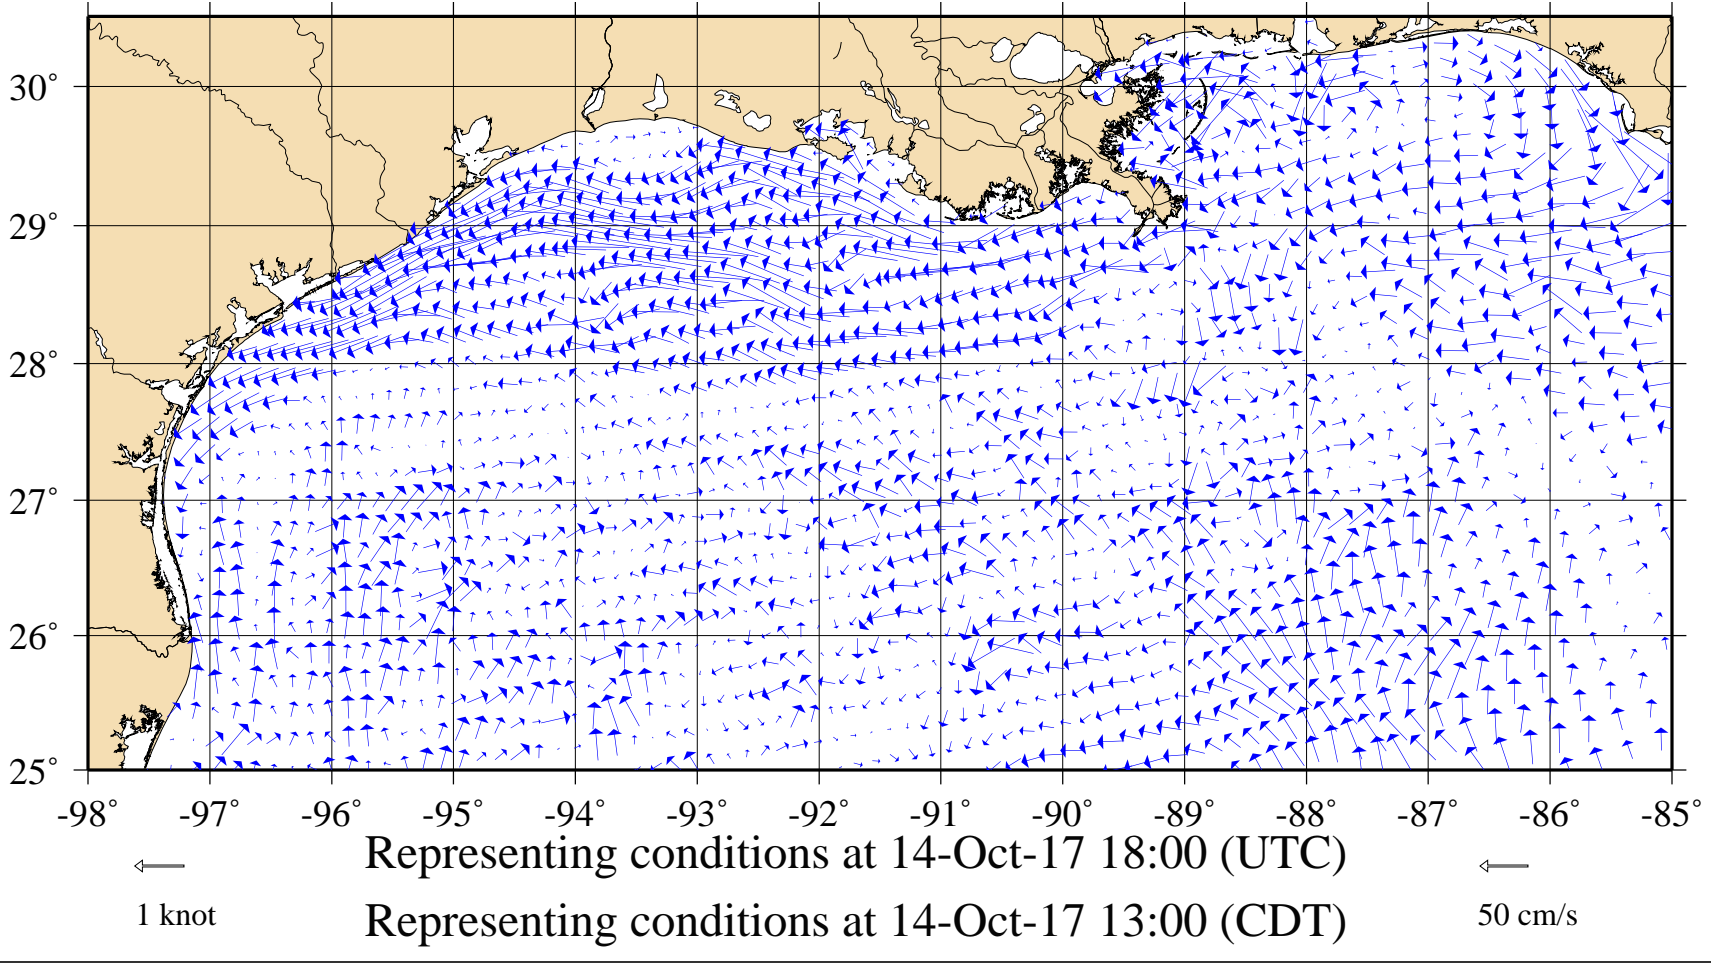 30°
29°
28°
27°
26°
25°
-98° -97° -96° -95° -94° -93° -92° -91° -90° -89° -88° -87° -86° -85°
Representing conditions at 14-Oct-17 18:00 (UTC)
1 knot
Representing conditions at 14-Oct-17 13:00 (CDT)
50 cm/s